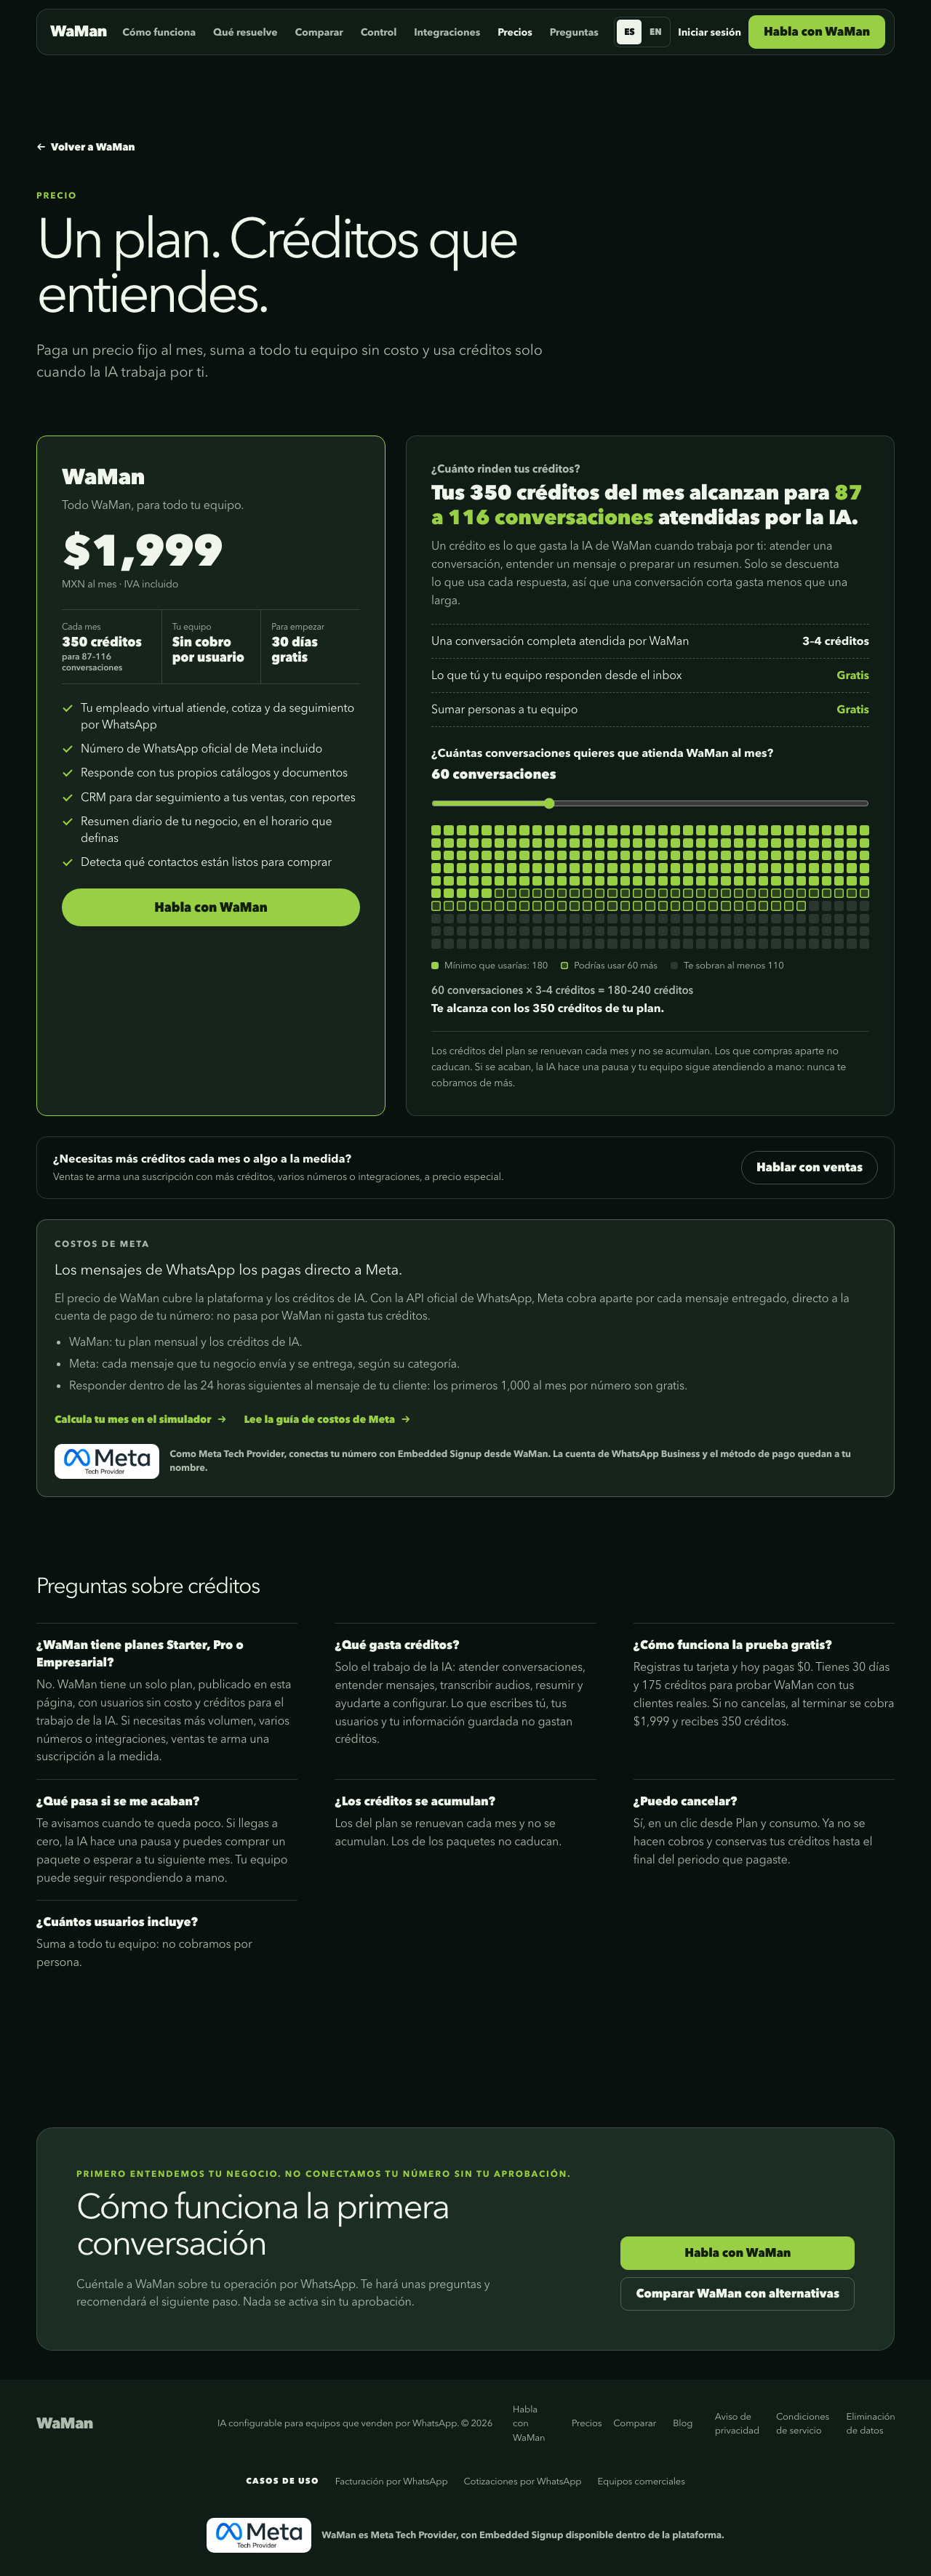 WaMan Cómo funciona Qué resuelve Comparar Control Integraciones Precios Preguntas ES EN Iniciar sesión Habla con WaMan
← Volver a WaMan
PRECIO
Un plan. Créditos que
entiendes.
Paga un precio fijo al mes, suma a todo tu equipo sin costo y usa créditos solo
cuando la IA trabaja por ti.
WaMan
Todo WaMan, para todo tu equipo.
$1,999
MXN al mes · IVA incluido
Cada mes
350 créditos
para 87-116
conversaciones
Tu equipo
Sin cobro
por usuario
Para empezar
30 días
gratis
Tu empleado virtual atiende, cotiza y da seguimiento
por WhatsApp
Número de WhatsApp oficial de Meta incluido
Responde con tus propios catálogos y documentos
CRM para dar seguimiento a tus ventas, con reportes
Resumen diario de tu negocio, en el horario que
definas
Detecta qué contactos están listos para comprar
Habla con WaMan
¿Cuánto rinden tus créditos?
Tus 350 créditos del mes alcanzan para 87
a 116 conversaciones atendidas por la IA.
Un crédito es lo que gasta la IA de WaMan cuando trabaja por ti: atender una
conversación, entender un mensaje o preparar un resumen. Solo se descuenta
lo que usa cada respuesta, así que una conversación corta gasta menos que una
larga.
Una conversación completa atendida por WaMan 3–4 créditos
Lo que tú y tu equipo responden desde el inbox Gratis
Sumar personas a tu equipo Gratis
¿Cuántas conversaciones quieres que atienda WaMan al mes?
60 conversaciones
Mínimo que usarías: 180 Podrías usar 60 más Te sobran al menos 110
60 conversaciones × 3–4 créditos = 180–240 créditos
Te alcanza con los 350 créditos de tu plan.
Los créditos del plan se renuevan cada mes y no se acumulan. Los que compras aparte no
caducan. Si se acaban, la IA hace una pausa y tu equipo sigue atendiendo a mano: nunca te
cobramos de más.
¿Necesitas más créditos cada mes o algo a la medida?
Ventas te arma una suscripción con más créditos, varios números o integraciones, a precio especial.
Hablar con ventas
COSTOS DE META
Los mensajes de WhatsApp los pagas directo a Meta.
El precio de WaMan cubre la plataforma y los créditos de IA. Con la API oficial de WhatsApp, Meta cobra aparte por cada mensaje entregado, directo a la
cuenta de pago de tu número: no pasa por WaMan ni gasta tus créditos.
• WaMan: tu plan mensual y los créditos de IA.
• Meta: cada mensaje que tu negocio envía y se entrega, según su categoría.
• Responder dentro de las 24 horas siguientes al mensaje de tu cliente: los primeros 1,000 al mes por número son gratis.
Calcula tu mes en el simulador → Lee la guía de costos de Meta →
Meta
Tech Provider
Como Meta Tech Provider, conectas tu número con Embedded Signup desde WaMan. La cuenta de WhatsApp Business y el método de pago quedan a tu
nombre.
Preguntas sobre créditos
¿WaMan tiene planes Starter, Pro o
Empresarial?
No. WaMan tiene un solo plan, publicado en esta
página, con usuarios sin costo y créditos para el
trabajo de la IA. Si necesitas más volumen, varios
números o integraciones, ventas te arma una
suscripción a la medida.
¿Qué gasta créditos?
Solo el trabajo de la IA: atender conversaciones,
entender mensajes, transcribir audios, resumir y
ayudarte a configurar. Lo que escribes tú, tus
usuarios y tu información guardada no gastan
créditos.
¿Cómo funciona la prueba gratis?
Registras tu tarjeta y hoy pagas $0. Tienes 30 días
y 175 créditos para probar WaMan con tus
clientes reales. Si no cancelas, al terminar se cobra
$1,999 y recibes 350 créditos.
¿Qué pasa si se me acaban?
Te avisamos cuando te queda poco. Si llegas a
cero, la IA hace una pausa y puedes comprar un
paquete o esperar a tu siguiente mes. Tu equipo
puede seguir respondiendo a mano.
¿Los créditos se acumulan?
Los del plan se renuevan cada mes y no se
acumulan. Los de los paquetes no caducan.
¿Puedo cancelar?
Sí, en un clic desde Plan y consumo. Ya no se
hacen cobros y conservas tus créditos hasta el
final del periodo que pagaste.
¿Cuántos usuarios incluye?
Suma a todo tu equipo: no cobramos por
persona.
PRIMERO ENTENDEMOS TU NEGOCIO. NO CONECTAMOS TU NÚMERO SIN TU APROBACIÓN.
Cómo funciona la primera
conversación
Cuéntale a WaMan sobre tu operación por WhatsApp. Te hará unas preguntas y
recomendará el siguiente paso. Nada se activa sin tu aprobación.
Habla con WaMan
Comparar WaMan con alternativas
WaMan
IA configurable para equipos que venden por WhatsApp. © 2026
Habla
con
WaMan
Precios
Comparar
Blog
Aviso de
privacidad
Condiciones
de servicio
Eliminación
de datos
CASOS DE USO Facturación por WhatsApp Cotizaciones por WhatsApp Equipos comerciales
Meta
Tech Provider
WaMan es Meta Tech Provider, con Embedded Signup disponible dentro de la plataforma.